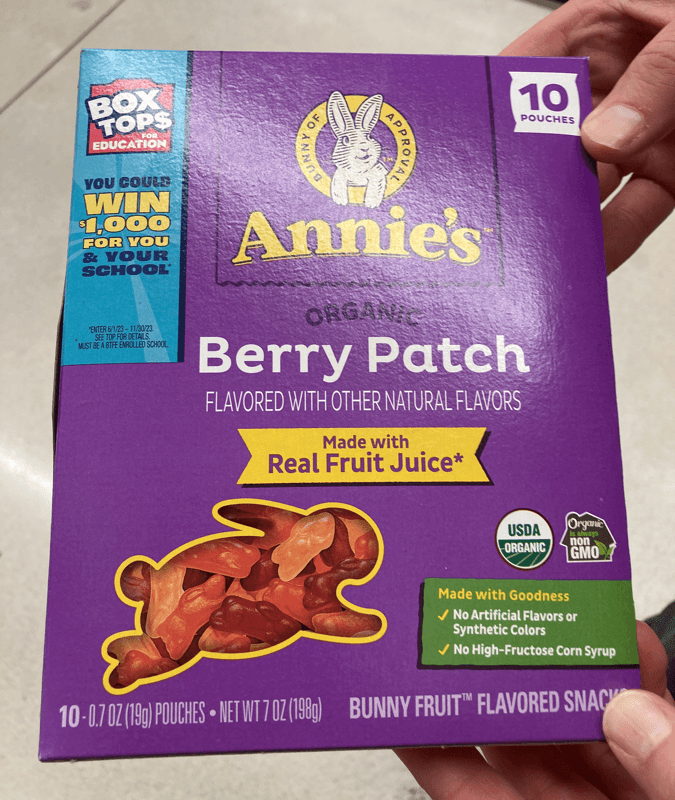 BOX
TOPS
FOR
EDUCATION
YOU COULD
WIN
$1,000
FOR YOU
& YOUR
SCHOOL*
*ENTER 6/1/23 - 11/30/23.
SEE TOP FOR DETAILS.
MUST BE A BTFE ENROLLED SCHOOL.
BUNNY OF APPROVAL
Annie's™
10
POUCHES
ORGANIC
Berry Patch
FLAVORED WITH OTHER NATURAL FLAVORS
Made with
Real Fruit Juice*
USDA
ORGANIC
Organic
is always
non
GMO
Made with Goodness
✓ No Artificial Flavors or
Synthetic Colors
✓ No High-Fructose Corn Syrup
10 - 0.7 OZ (19g) POUCHES • NET WT 7 OZ (198g)
BUNNY FRUIT™ FLAVORED SNAC